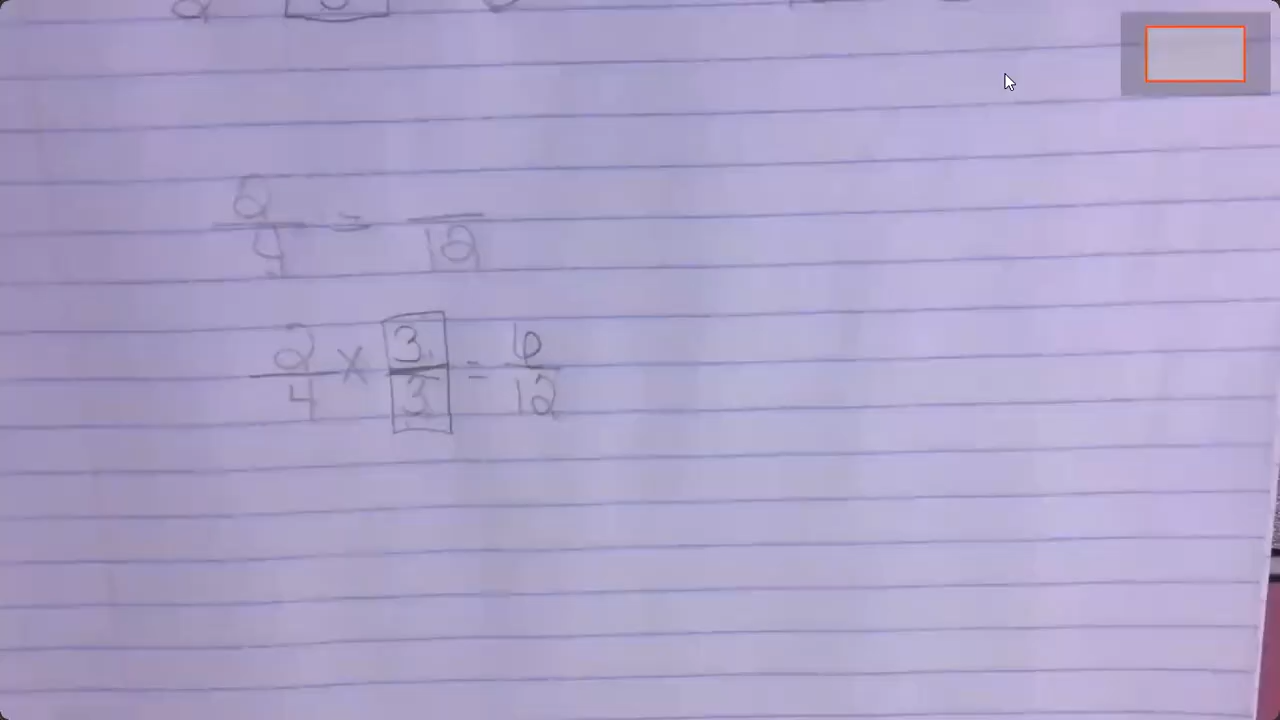 2/4 = /12
2/4 x 3/3 = 6/12